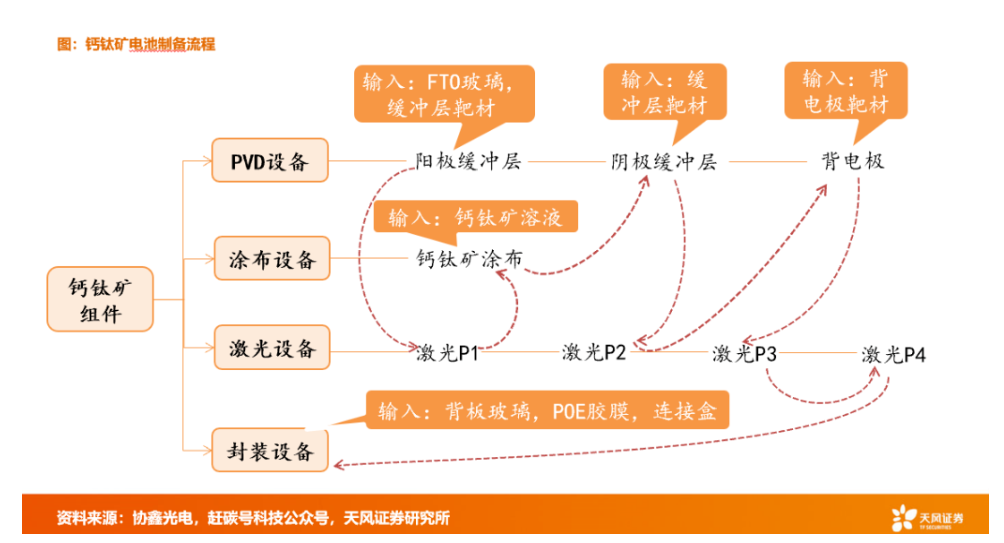 图：钙钛矿电池制备流程
输入：FTO玻璃，
缓冲层靶材
输入：缓
冲层靶材
输入：背
电极靶材
PVD设备
阳极缓冲层
阴极缓冲层
背电极
输入：钙钛矿溶液
涂布设备
钙钛矿涂布
钙钛矿
组件
激光设备
激光P1
激光P2
激光P3
激光P4
输入：背板玻璃，POE胶膜，连接盒
封装设备
资料来源：协鑫光电，赶碳号科技公众号，天风证券研究所
天风证券
TF SECURITIES